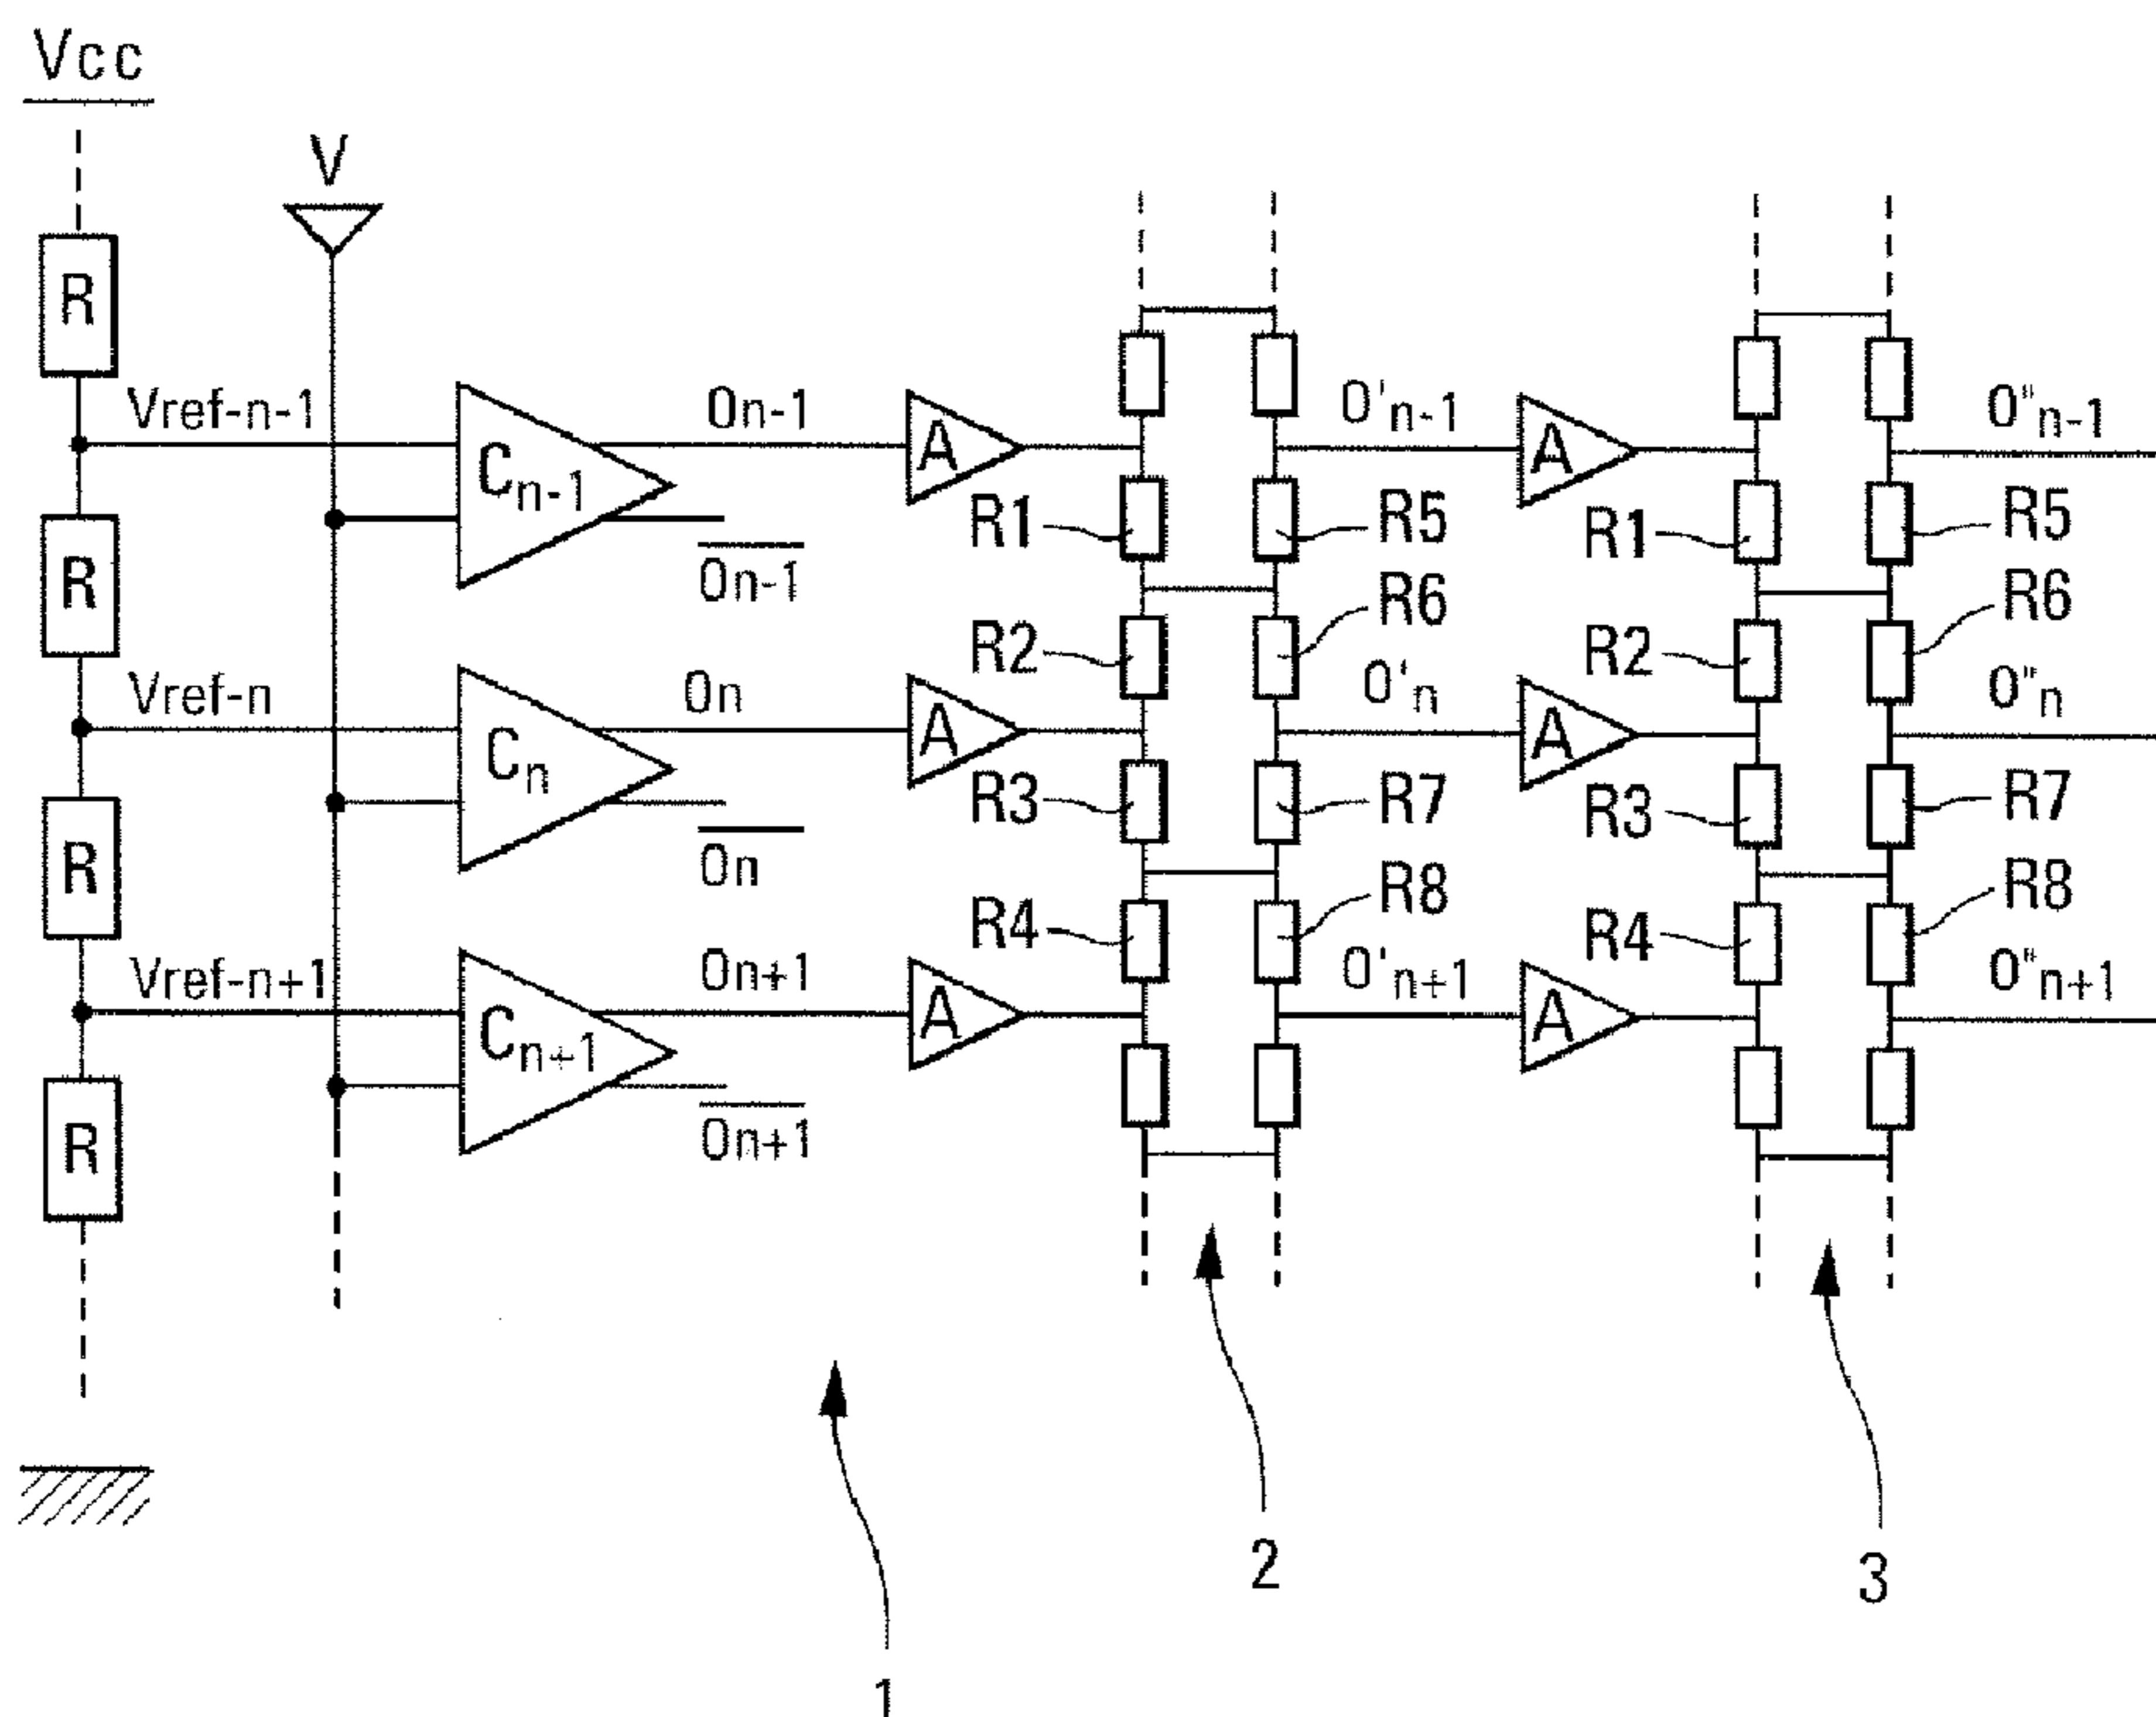 Vcc
V
R
Vref-n-1
Cn-1
On-1
A
O'n-1
A
O"n-1
R1
R5
R1
R5
R
On-1
R2
R6
R2
R6
Vref-n
Cn
On
A
O'n
A
O"n
R3
R7
R3
R7
R
On
R4
R8
R4
R8
Vref-n+1
Cn+1
On+1
A
O'n+1
A
O"n+1
R
On+1
2
3
1